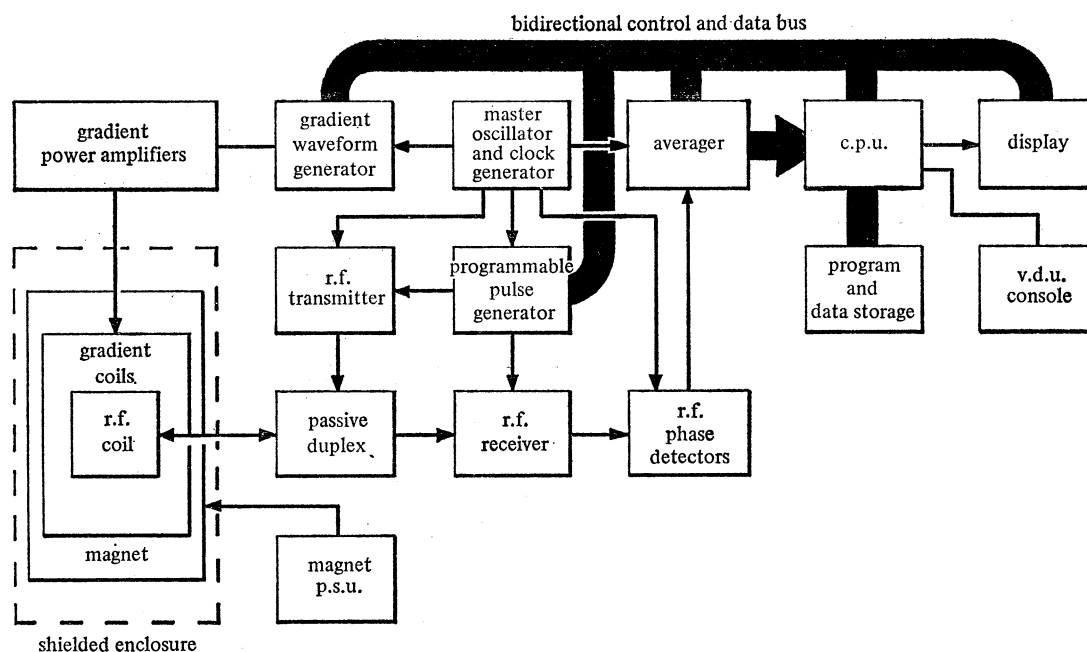 bidirectional control and data bus
gradient
power amplifiers
gradient
waveform
generator
master
oscillator
and clock
generator
averager
c.p.u.
display
r.f.
transmitter
programmable
pulse
generator
program
and
data storage
v.d.u.
console
gradient
coils
r.f.
coil
passive
duplex
r.f.
receiver
r.f.
phase
detectors
magnet
magnet
p.s.u.
shielded enclosure